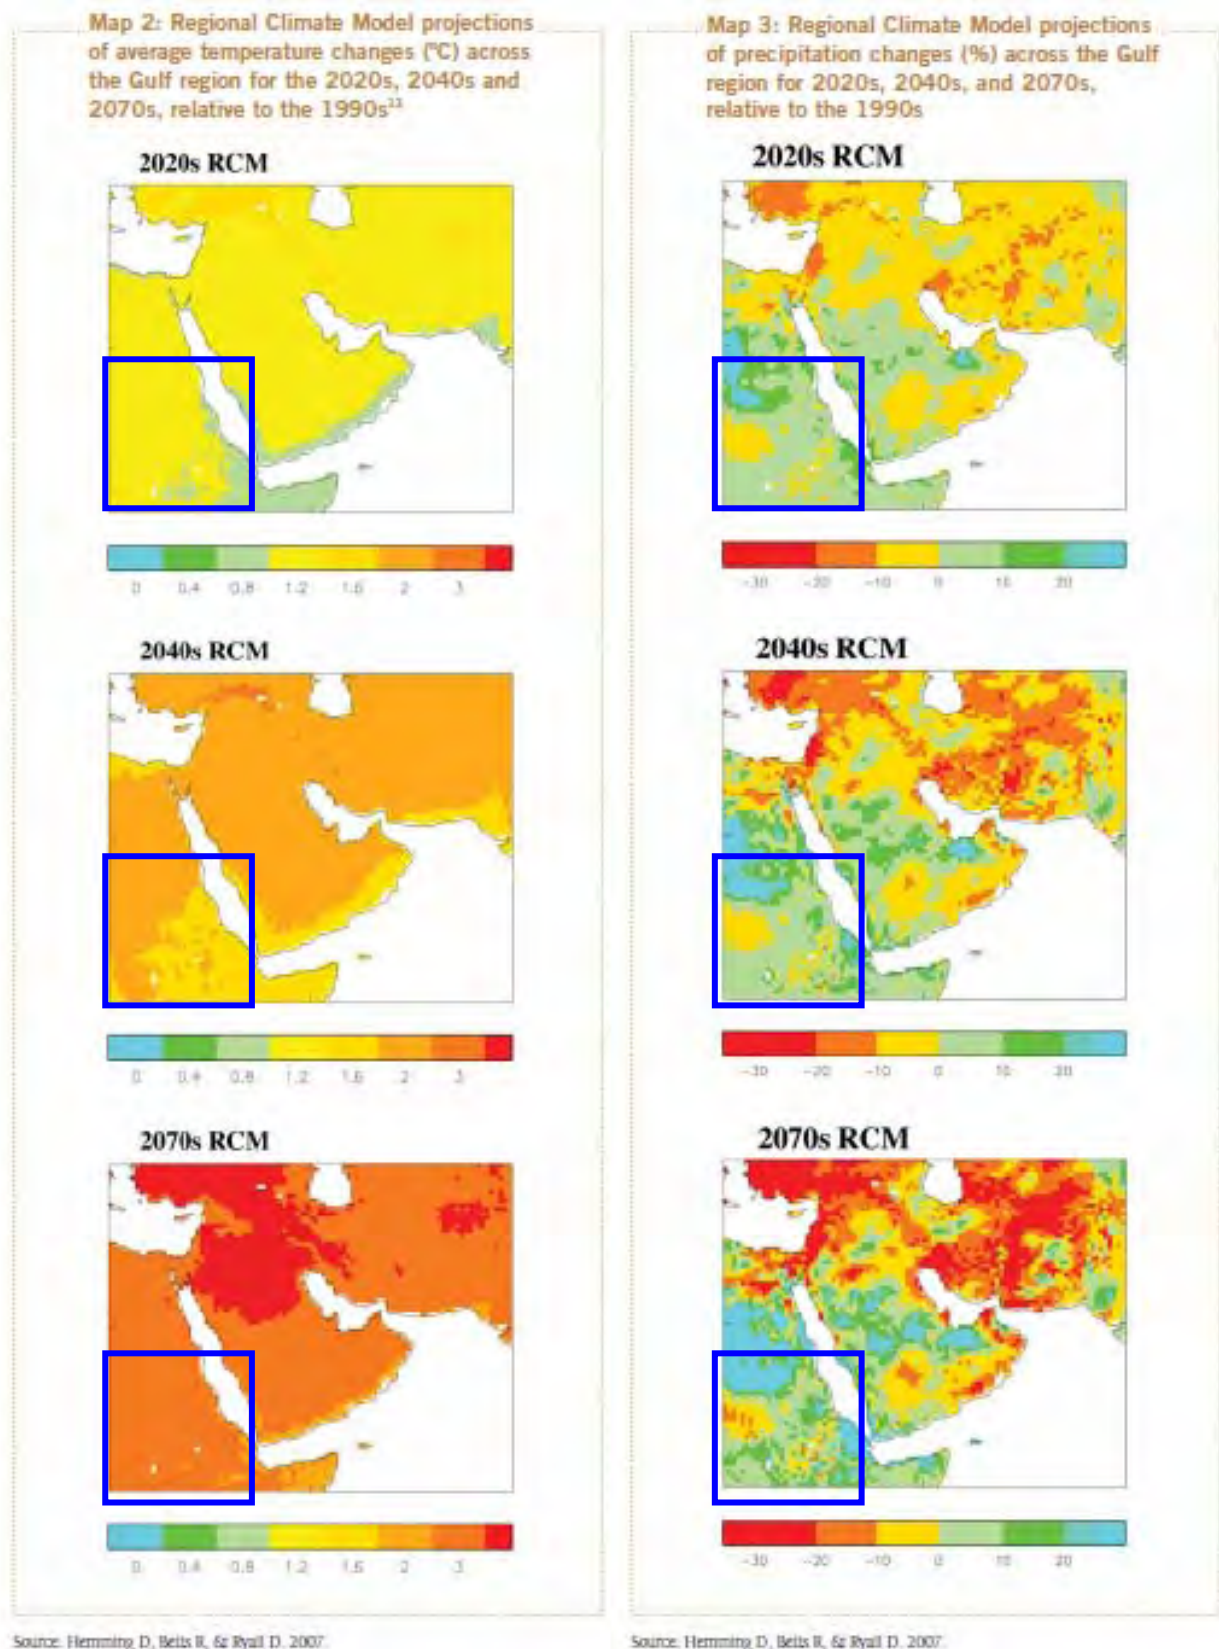 Map 2: Regional Climate Model projections
of average temperature changes (°C) across
the Gulf region for the 2020s, 2040s and
2070s, relative to the 1990s¹³
2020s RCM
0 0.4 0.8 1.2 1.6 2 3
2040s RCM
0 0.4 0.8 1.2 1.6 2 3
2070s RCM
0 0.4 0.8 1.2 1.6 2 3
Source: Hemming D, Betts R, & Ryall D. 2007.
Map 3: Regional Climate Model projections
of precipitation changes (%) across the Gulf
region for 2020s, 2040s, and 2070s,
relative to the 1990s
2020s RCM
-30 -20 -10 0 10 20
2040s RCM
-30 -20 -10 0 10 20
2070s RCM
-30 -20 -10 0 10 20
Source: Hemming D, Betts R, & Ryall D. 2007.